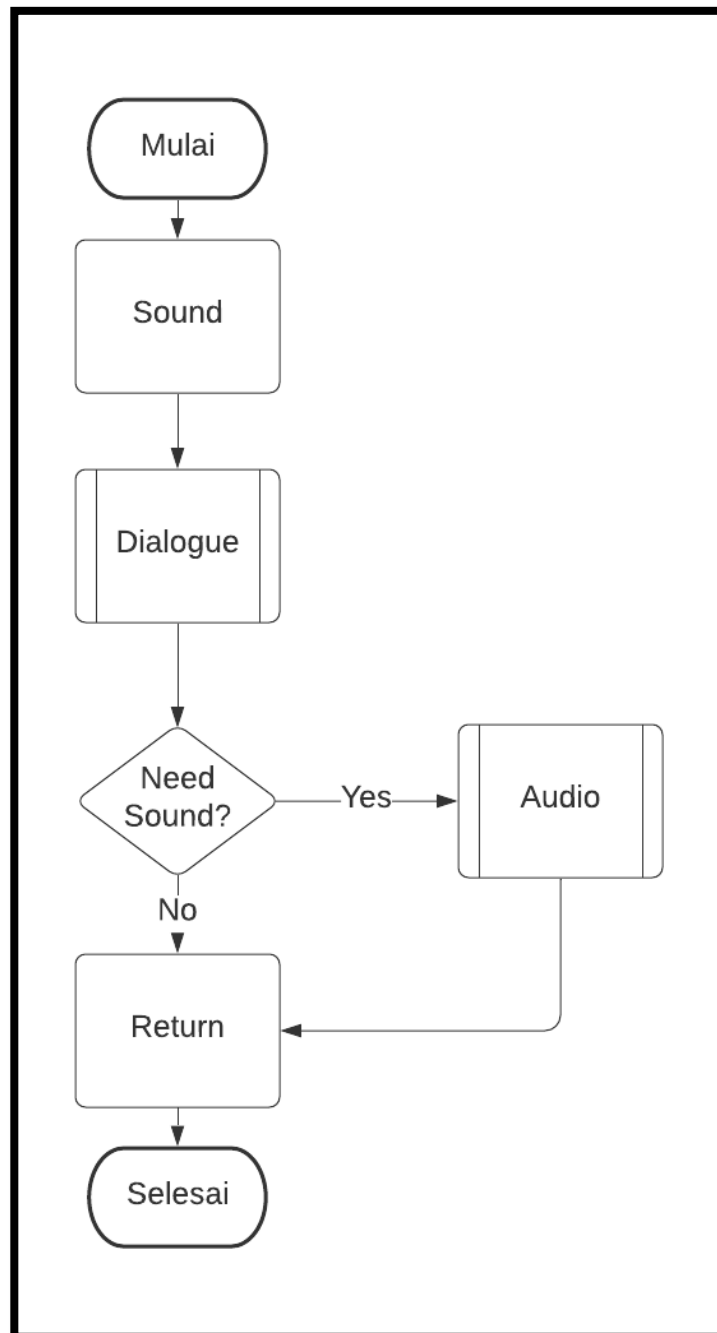 Mulai
Sound
Dialogue
Need
Sound?
Yes
Audio
No
Return
Selesai